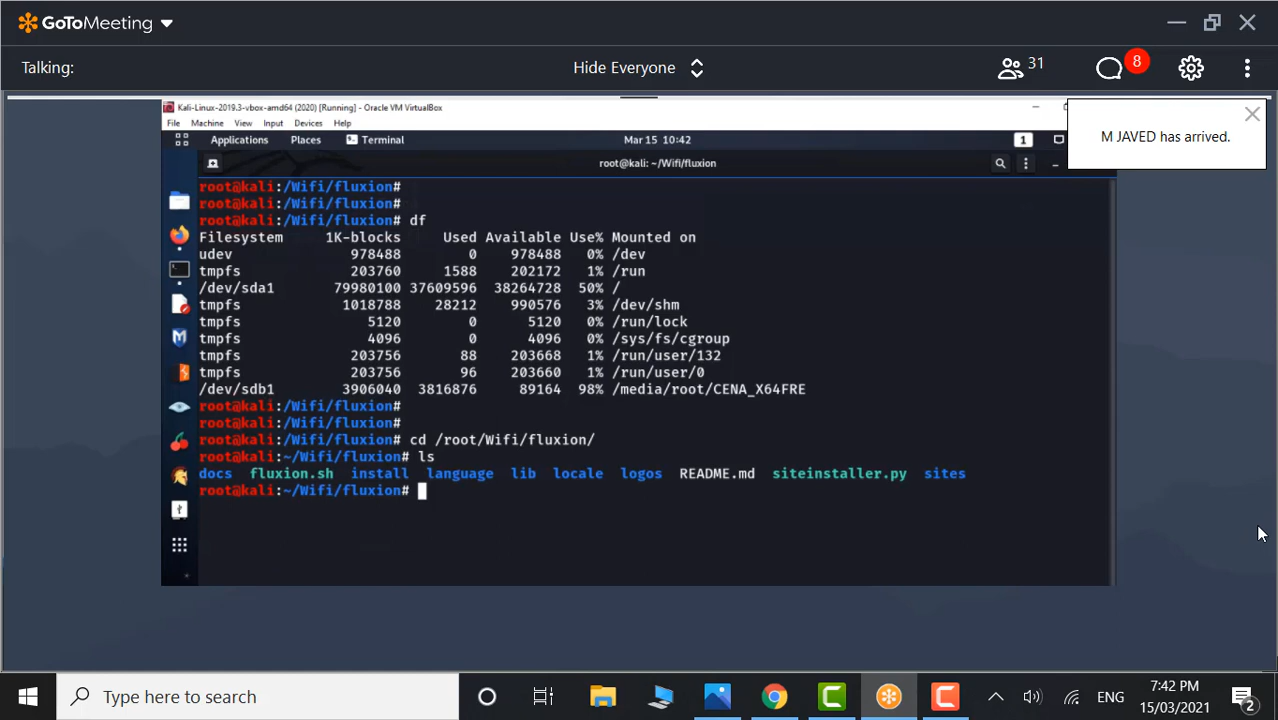 GoToMeeting
Talking:
Hide Everyone
31
8
M JAVED has arrived.
Kali-Linux-2019.3-vbox-amd64 (2020) [Running] - Oracle VM VirtualBox
File Machine View Input Devices Help
Applications Places Terminal Mar 15 10:42 1
root@kali: ~/Wifi/fluxion
root@kali:/Wifi/fluxion#
root@kali:/Wifi/fluxion#
root@kali:/Wifi/fluxion# df
Filesystem 1K-blocks Used Available Use% Mounted on
udev 978488 0 978488 0% /dev
tmpfs 203760 1588 202172 1% /run
/dev/sda1 79980100 37609596 38264728 50% /
tmpfs 1018788 28212 990576 3% /dev/shm
tmpfs 5120 0 5120 0% /run/lock
tmpfs 4096 0 4096 0% /sys/fs/cgroup
tmpfs 203756 88 203668 1% /run/user/132
tmpfs 203756 96 203660 1% /run/user/0
/dev/sdb1 3906040 3816876 89164 98% /media/root/CENA_X64FRE
root@kali:/Wifi/fluxion#
root@kali:/Wifi/fluxion#
root@kali:/Wifi/fluxion# cd /root/Wifi/fluxion/
root@kali:~/Wifi/fluxion# ls
docs fluxion.sh install language lib locale logos README.md siteinstaller.py sites
root@kali:~/Wifi/fluxion#
Type here to search
ENG
7:42 PM
15/03/2021
2